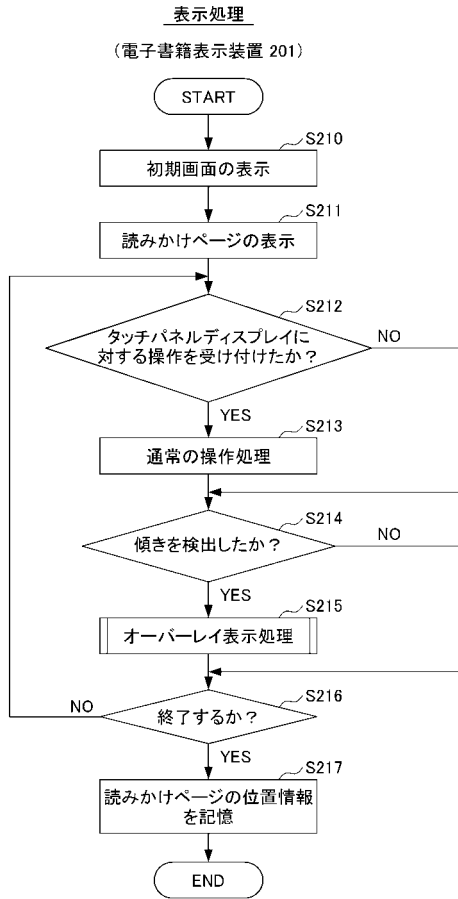 表示処理
(電子書籍表示装置 201)
START
S210
初期画面の表示
S211
読みかけページの表示
S212
タッチパネルディスプレイに
対する操作を受け付けたか?
NO
YES
S213
通常の操作処理
S214
傾きを検出したか?
NO
YES
S215
オーバーレイ表示処理
S216
終了するか?
NO
YES
S217
読みかけページの位置情報
を記憶
END